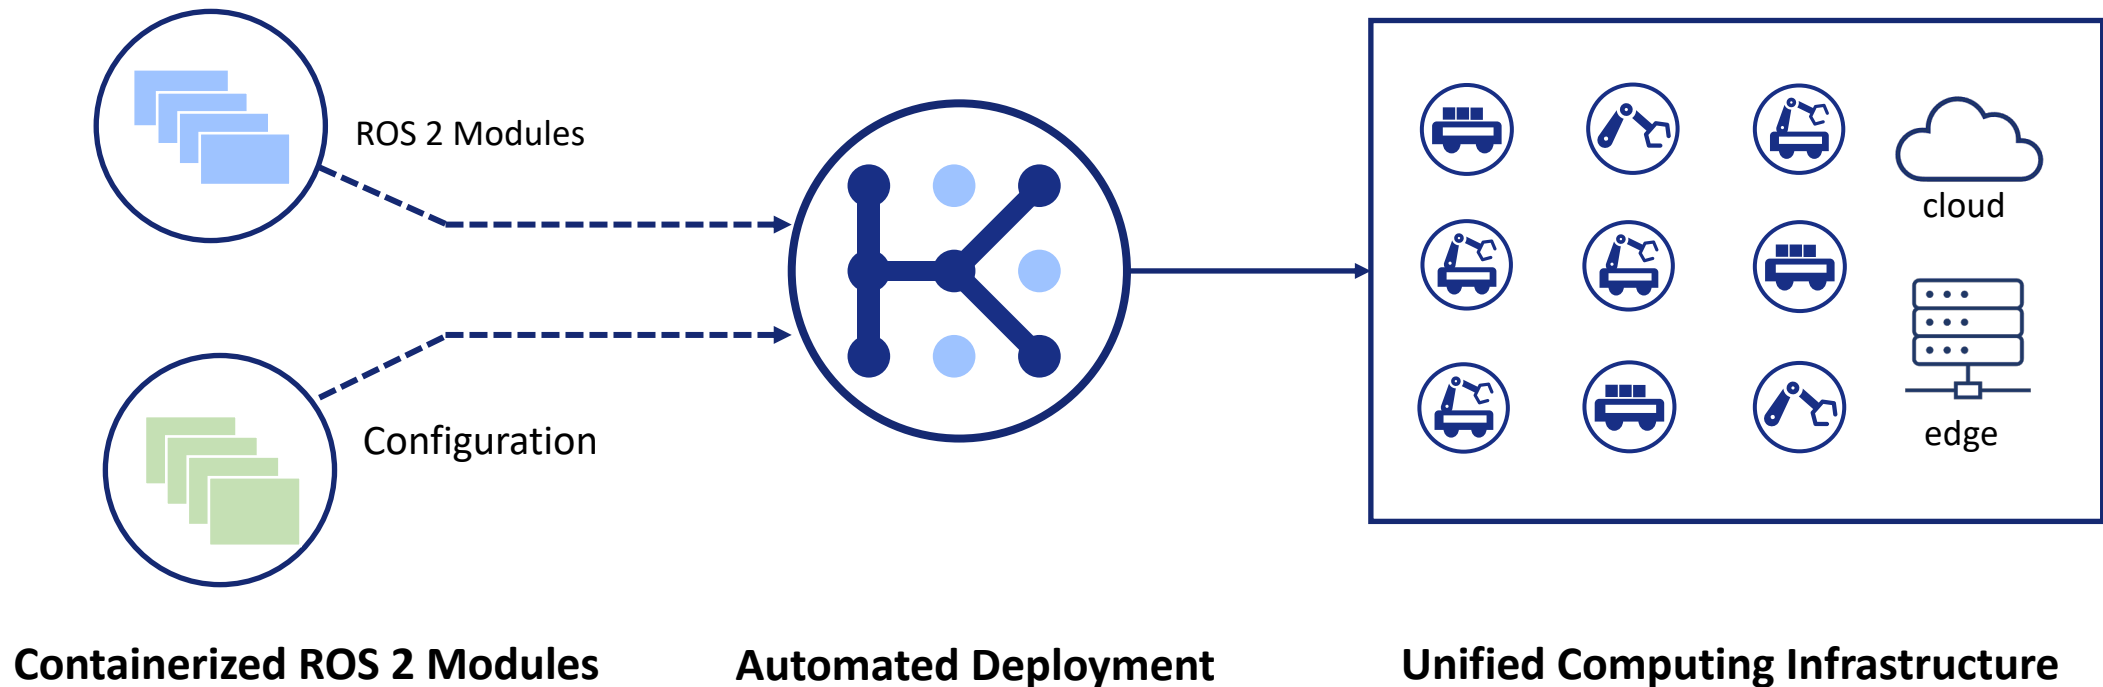 ROS 2 Modules
Configuration
cloud
edge
Containerized ROS 2 Modules
Automated Deployment
Unified Computing Infrastructure